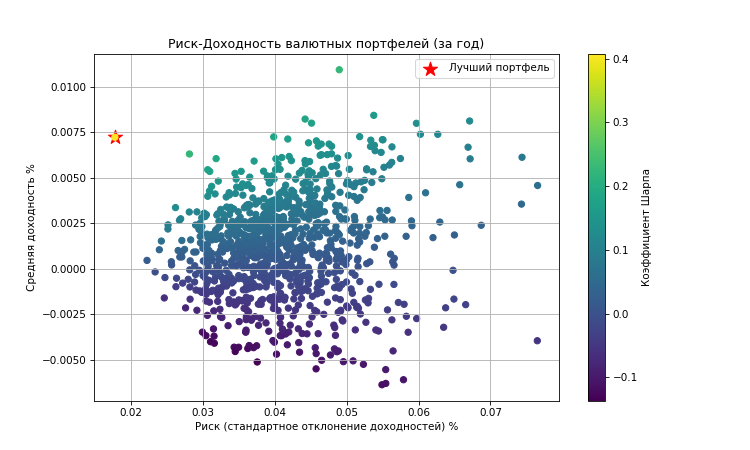 Риск-Доходность валютных портфелей (за год)
Лучший портфель
0.0100
0.0075
0.0050
0.0025
0.0000
−0.0025
−0.0050
Средняя доходность %
0.02 0.03 0.04 0.05 0.06 0.07
Риск (стандартное отклонение доходностей) %
0.4
0.3
0.2
0.1
0.0
−0.1
Коэффициент Шарпа